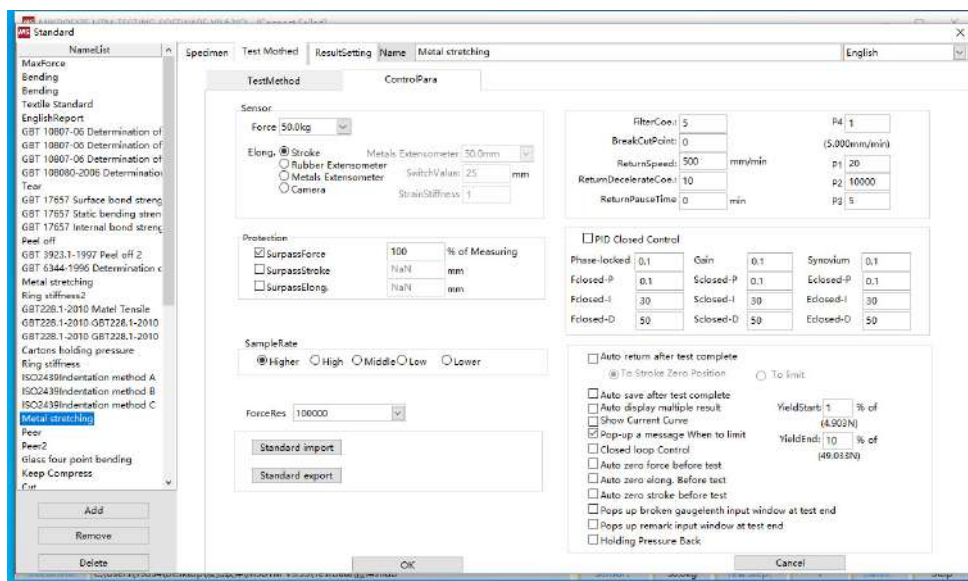 Standard
NameList
MaxForce
Bending
Bending
Textile Standard
EnglishReport
GBT 10807-06 Determination of
GBT 10807-06 Determination of
GBT 10807-06 Determination of
GBT 108080-2006 Determination
Tear
GBT 17657 Surface bond streng
GBT 17657 Static bending stren
GBT 17657 Internal bond streng
Peel off
GBT 3923.1-1997 Peel off 2
GBT 6344-1996 Determination c
Metal stretching
Ring stiffness2
GBT228.1-2010 Matel Tensile
GBT228.1-2010-GBT228.1-2010
GBT228.1-2010 GBT228.1-2010
Cartons holding pressure
Ring stiffness
ISO2439Indentation method A
ISO2439Indentation method B
ISO2439Indentation method C
Metal stretching
Peer
Peer2
Glass four point bending
Keep Compress
Cut
Add
Remove
Delete
Specimen Test Mothed ResultSetting Name Metal stretching English
TestMethod ControlPara
Sensor
Force 50.0kg
Elong. Stroke Metals Extensometer 50.0mm
Rubber Extensometer
Metals Extensometer SwitchValue: 25 mm
Camera StrainStiffness 1
Protection
SurpassForce 100 % of Measuring
SurpassStroke NaN mm
SurpassElong. NaN mm
SampleRate
Higher High Middle Low Lower
ForceRes 100000
Standard import
Standard export
OK
FilterCoe.: 5 P4 1
BreakCutPoint: 0 (5.000mm/min)
ReturnSpeed: 500 mm/min P1 20
ReturnDecelerateCoe.: 10 P2 10000
ReturnPauseTime 0 min P3 5
PID Closed Control
Phase-locked 0.1 Gain 0.1 Synovium 0.1
Fclosed-P 0.1 Sclosed-P 0.1 Eclosed-P 0.1
Fclosed-I 30 Sclosed-I 30 Eclosed-I 30
Fclosed-D 50 Sclosed-D 50 Eclosed-D 50
Auto return after test complete
To Stroke Zero Position To limit
Auto save after test complete
Auto display multiple result YieldStart: 1 % of
Show Current Curve (4.903N)
Pop-up a message When to limit YieldEnd: 10 % of
Closed loop Control (49.033N)
Auto zero force before test
Auto zero elong. Before test
Auto zero stroke before test
Pops up broken gaugelenth input window at test end
Pops up remark input window at test end
Holding Pressure Back
Cancel